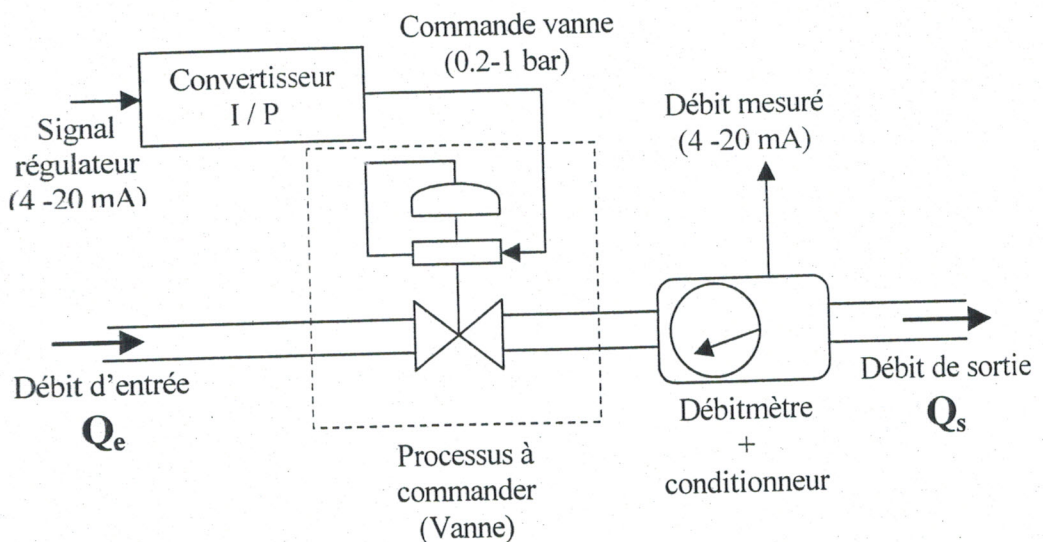 Commande vanne
(0.2-1 bar)
Convertisseur
I / P
Signal
régulateur
(4 -20 mA)
Débit mesuré
(4 -20 mA)
Débit d'entrée
Qe
Processus à
commander
(Vanne)
Débitmètre
+
conditionneur
Débit de sortie
Qs